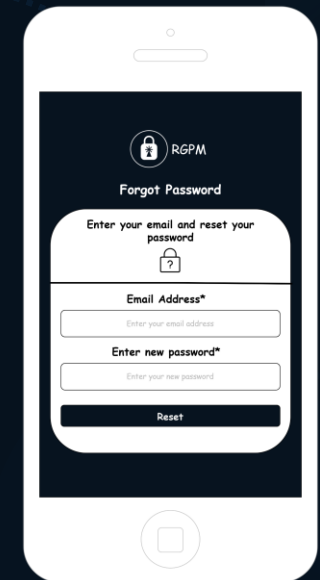 RGPM
Forgot Password
Enter your email and reset your
password
?
Email Address*
Enter your email address
Enter new password*
Enter your new password
Reset